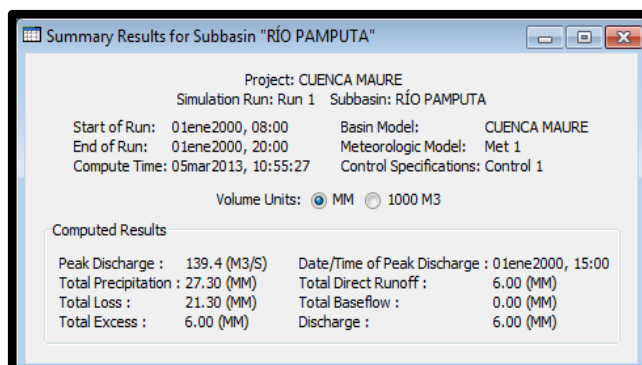 Summary Results for Subbasin "RÍO PAMPUTA"
Project: CUENCA MAURE
Simulation Run: Run 1 Subbasin: RÍO PAMPUTA
Start of Run: 01ene2000, 08:00 Basin Model: CUENCA MAURE
End of Run: 01ene2000, 20:00 Meteorologic Model: Met 1
Compute Time: 05mar2013, 10:55:27 Control Specifications: Control 1
Volume Units: MM 1000 M3
Computed Results
Peak Discharge : 139.4 (M3/S) Date/Time of Peak Discharge : 01ene2000, 15:00
Total Precipitation : 27.30 (MM) Total Direct Runoff : 6.00 (MM)
Total Loss : 21.30 (MM) Total Baseflow : 0.00 (MM)
Total Excess : 6.00 (MM) Discharge : 6.00 (MM)